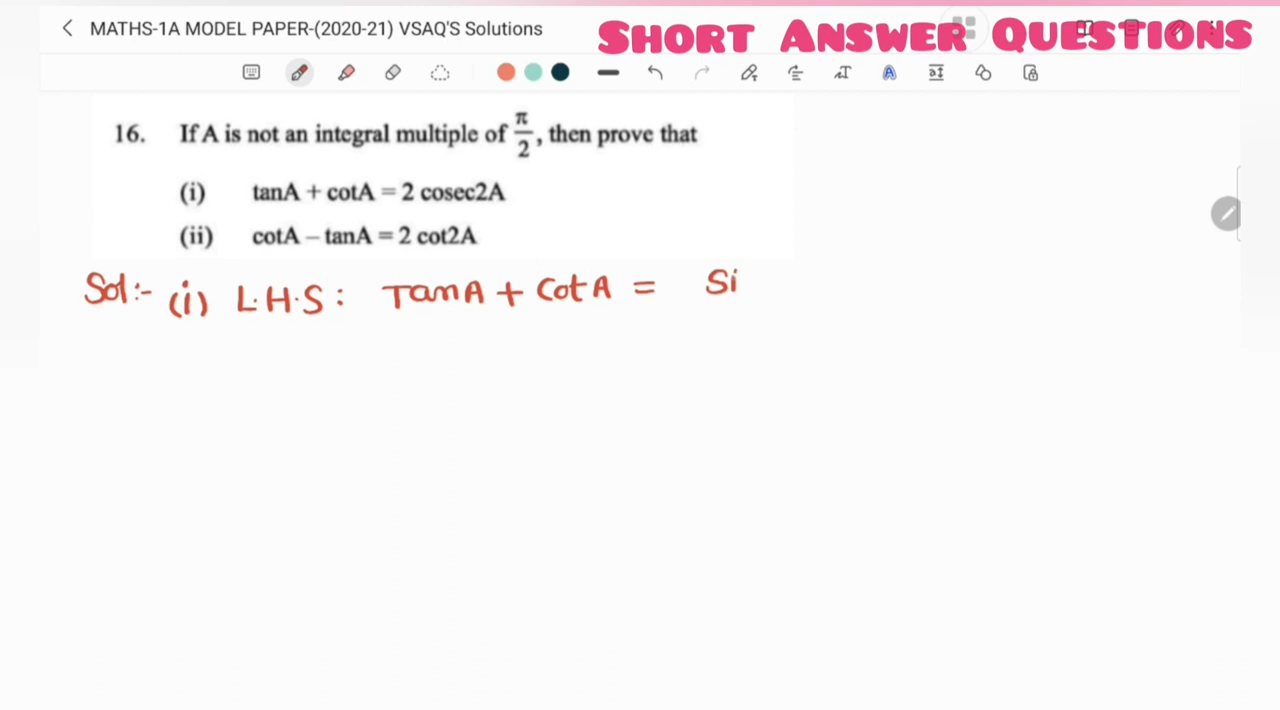 MATHS-1A MODEL PAPER-(2020-21) VSAQ'S Solutions
SHORT ANSWER QUESTIONS
16. If A is not an integral multiple of π/2, then prove that
(i) tanA + cotA = 2 cosec2A
(ii) cotA – tanA = 2 cot2A
Sol:- (i) L.H.S: TanA + CotA = Si